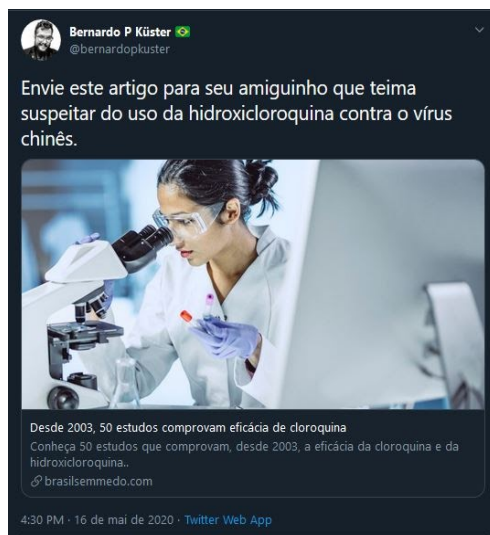 Bernardo P Küster 🇧🇷
@bernardopkuster
Envie este artigo para seu amiguinho que teima
suspeitar do uso da hidroxicloroquina contra o vírus
chinês.
Desde 2003, 50 estudos comprovam eficácia de cloroquina
Conheça 50 estudos que comprovam, desde 2003, a eficácia da cloroquina e da
hidroxicloroquina..
brasilsemmedo.com
4:30 PM · 16 de mai de 2020 · Twitter Web App